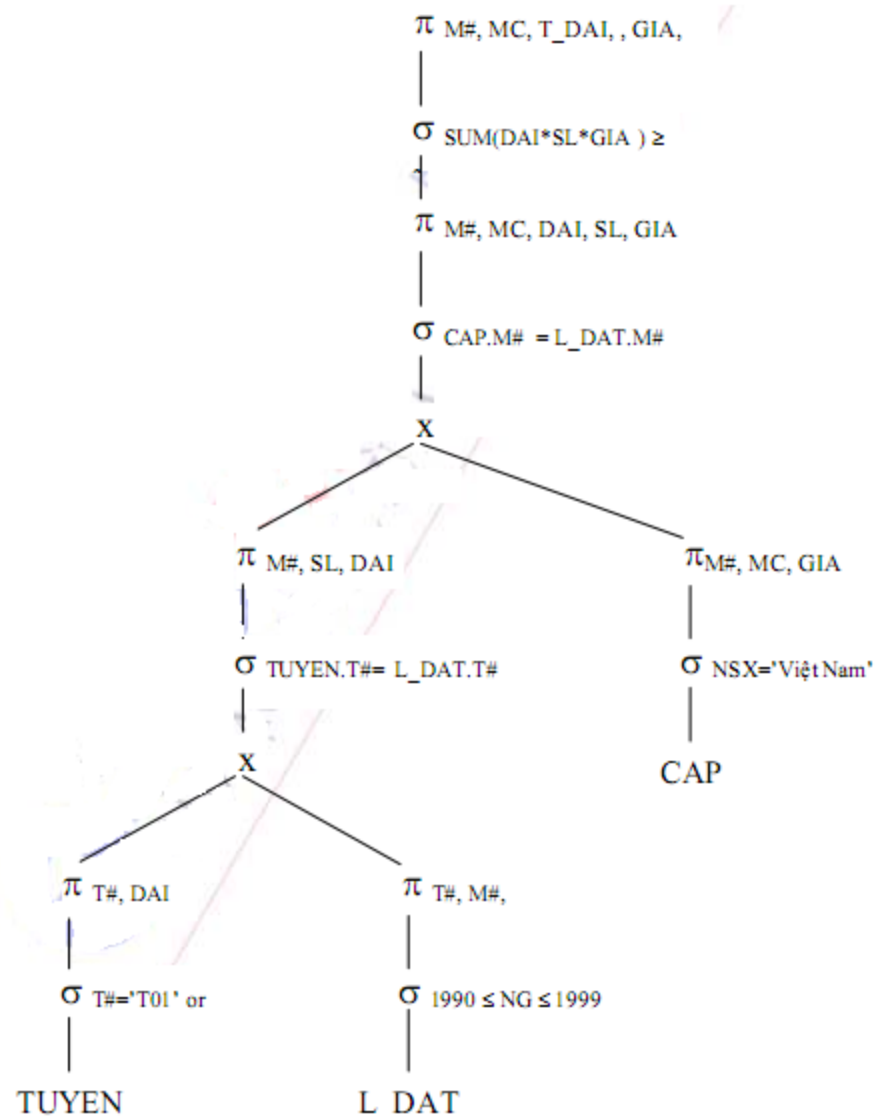 π M#, MC, T_DAI, , GIA,
σ SUM(DAI*SL*GIA ) ≥
π M#, MC, DAI, SL, GIA
σ CAP.M# = L_DAT.M#
x
π M#, SL, DAI
πM#, MC, GIA
σ TUYEN.T#= L_DAT.T#
σ NSX='Việt Nam'
x
CAP
π T#, DAI
π T#, M#,
σ T#='T01' or
σ 1990 ≤ NG ≤ 1999
TUYEN
L_DAT